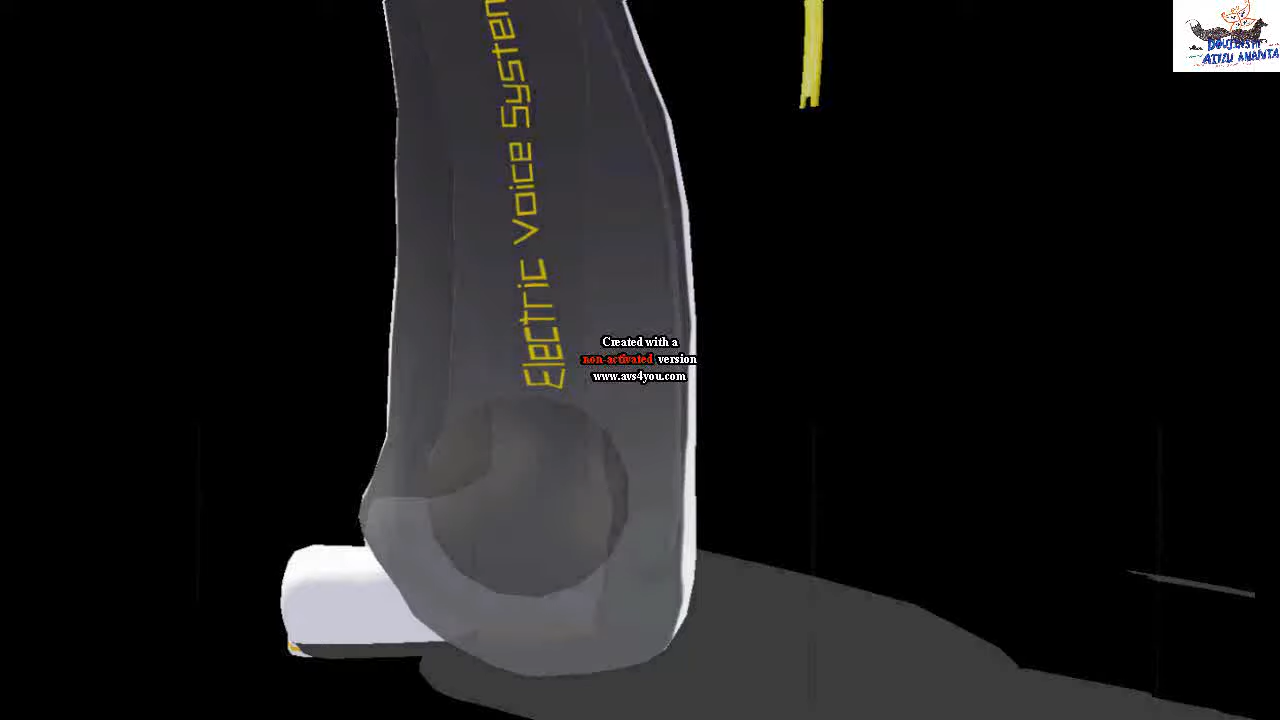 Electric Voice System
Created with a
non-activated version
www.avs4you.com